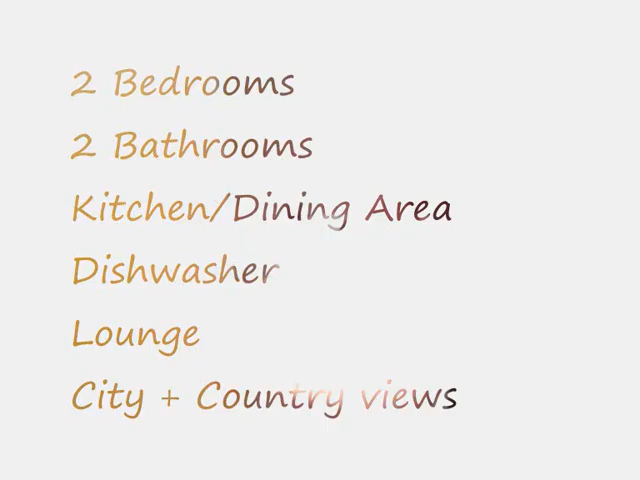 2 Bedrooms
2 Bathrooms
Kitchen/Dining Area
Dishwasher
Lounge
City + Country views